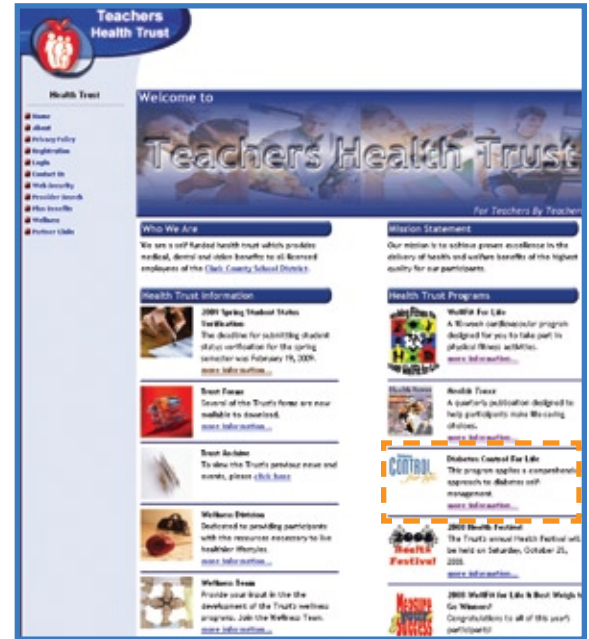 Teachers
Health Trust
Health Trust
Home
About
Privacy Policy
Registration
Login
Contact Us
Web Security
Provider Search
Plan Benefits
Wellness
Partner Links
Welcome to
Teachers Health Trust
For Teachers By Teachers
Who We Are
We are a self funded health trust which provides
medical, dental and vision benefits to all licensed
employees of the Clark County School District.
Mission Statement
Our mission is to achieve proven excellence in the
delivery of health and welfare benefits of the highest
quality for our participants.
Health Trust Information
2009 Spring Student Status
Verification
The deadline for submitting student
status verification for the spring
semester was February 19, 2009.
more information...
Trust Forms
Several of the Trust's forms are now
available to download.
more information...
Trust Archive
To view the Trust's previous news and
events, please click here
Wellness Division
Dedicated to providing participants
with the resources necessary to live
healthier lifestyles.
more information...
Wellness Team
Provide your input in the the
development of the Trust's wellness
programs. Join the Wellness Team.
more information...
Health Trust Programs
WellFit For Life
A 10-week cardiovascular program
designed for you to take part in
physical fitness activities.
more information...
Health Traxx
A quarterly publication designed to
help participants make life-saving
choices.
more information...
CONTROL
for life
Diabetes Control For Life
This program applies a comprehensive
approach to diabetes self-
management.
more information...
2008
Health
Festival
2008 Health Festival
The Trust's annual Health Festival will
be held on Saturday, October 25,
2008.
more information...
Measure
your
Success
2008 WellFit for Life & Best Weigh to
Go Winners!
Congratulations to all of this year's
participants!
more information...